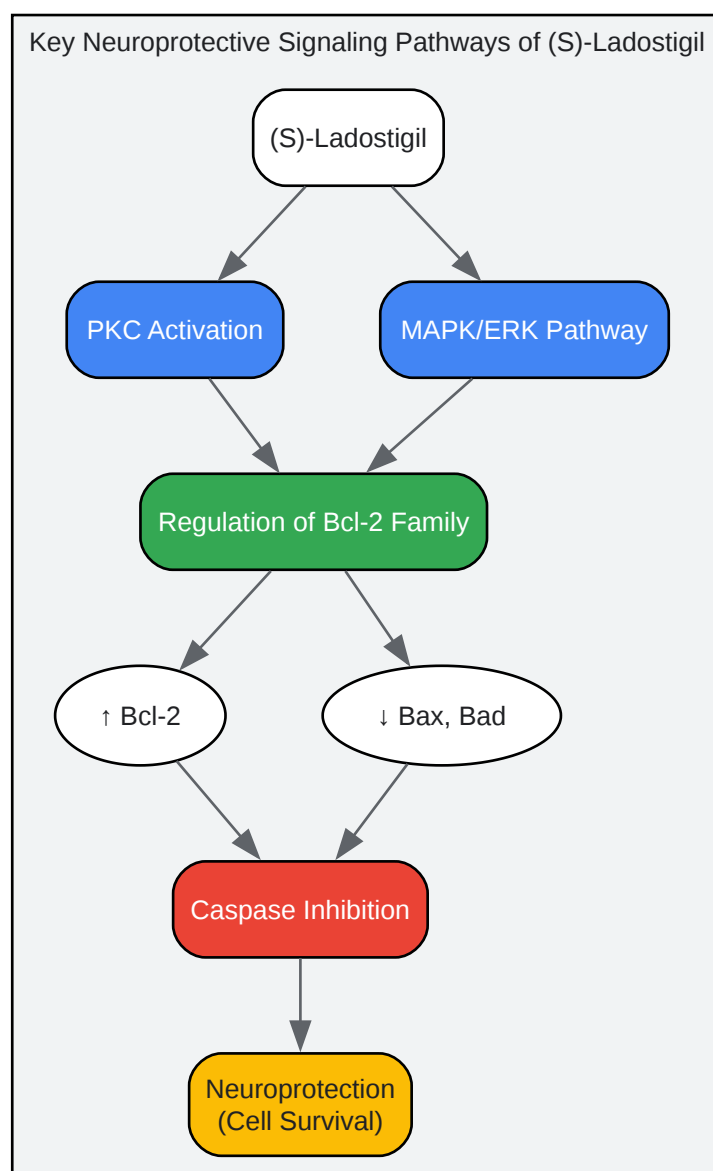 Key Neuroprotective Signaling Pathways of (S)-Ladostigil
(S)-Ladostigil
PKC Activation
MAPK/ERK Pathway
Regulation of Bcl-2 Family
↑ Bcl-2
↓ Bax, Bad
Caspase Inhibition
Neuroprotection
(Cell Survival)